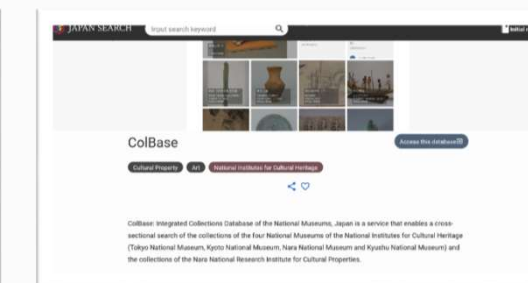 JAPAN SEARCH
Input search keyword
ColBase
Access the database
Cultural Property
Art
National Institutes for Cultural Heritage
ColBase: Integrated Collections Database of the National Museums, Japan is a service that enables a cross-
sectional search of the collections of the four National Museums of the National Institutes for Cultural Heritage
(Tokyo National Museum, Kyoto National Museum, Nara National Museum and Kyushu National Museum) and
the collections of the Nara National Research Institute for Cultural Properties.